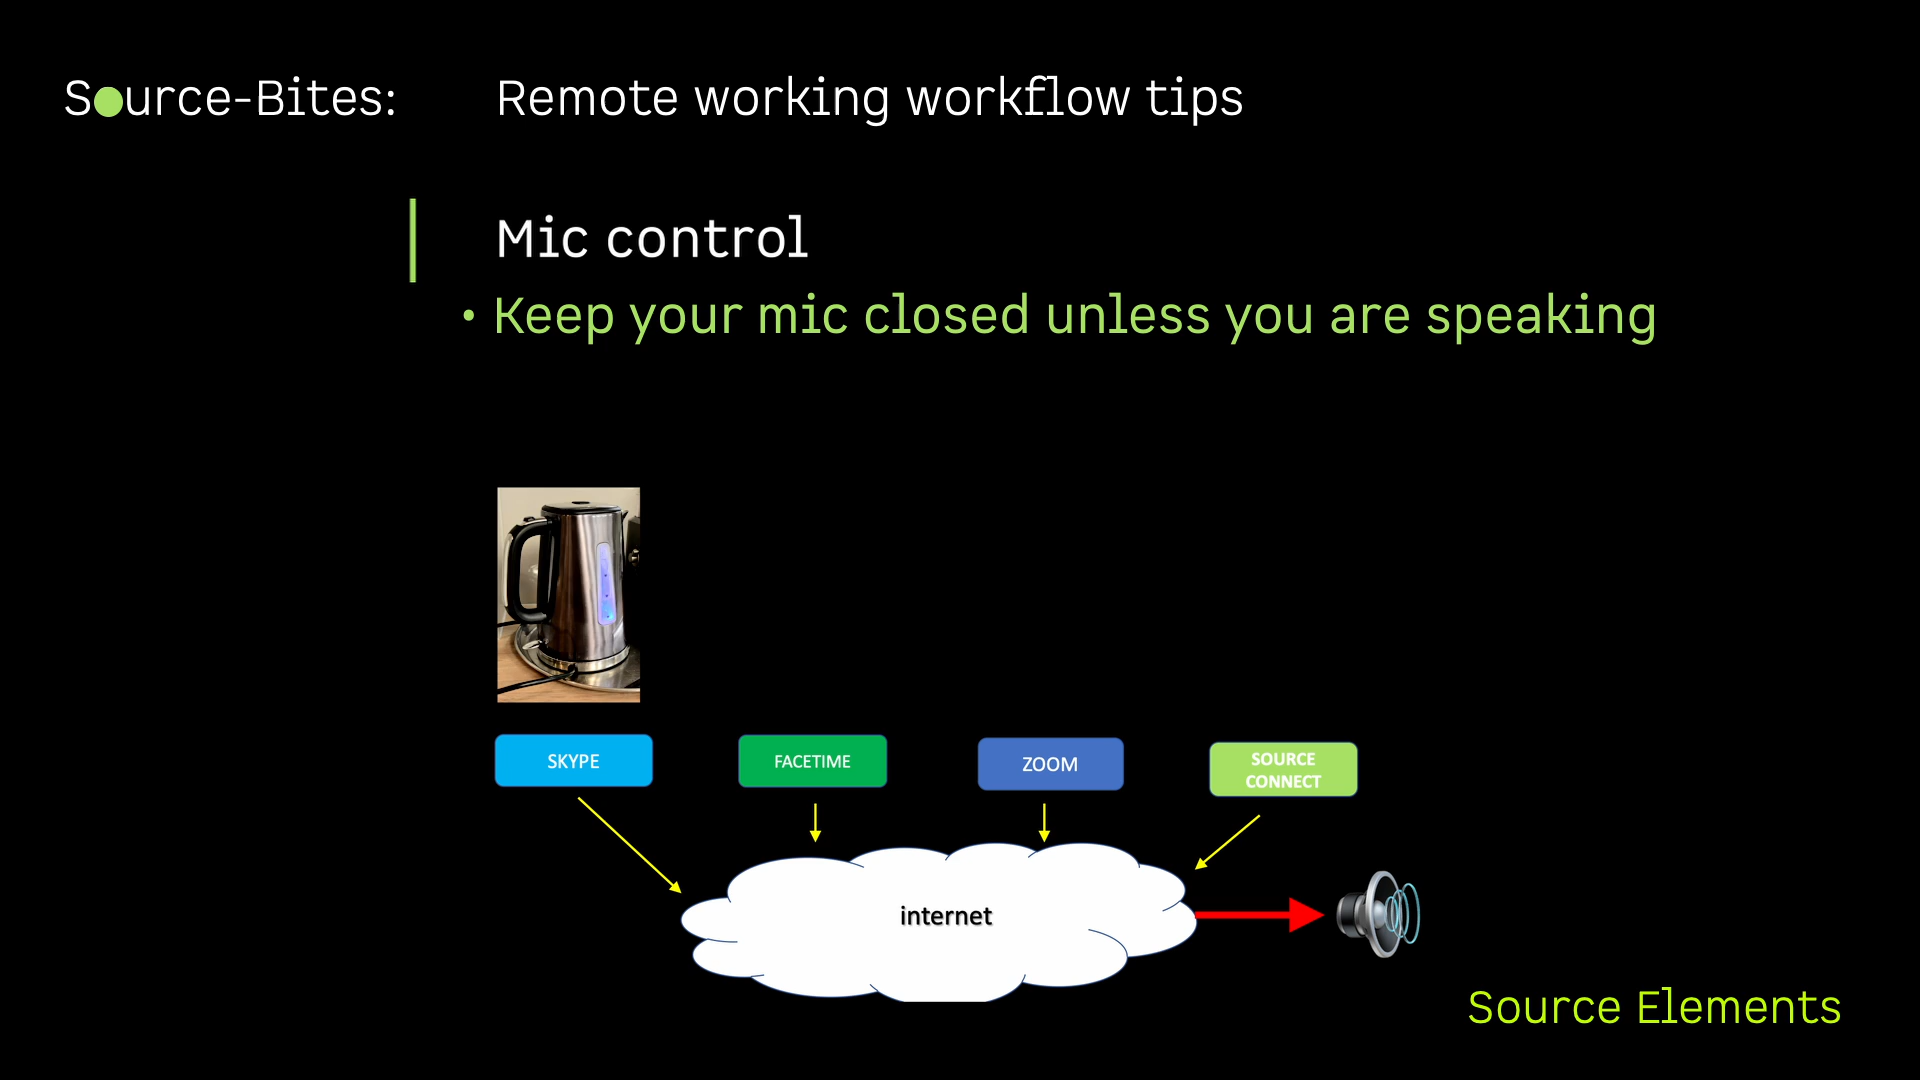 Source-Bites: Remote working workflow tips
Mic control
• Keep your mic closed unless you are speaking
SKYPE
FACETIME
ZOOM
SOURCE
CONNECT
internet
Source Elements